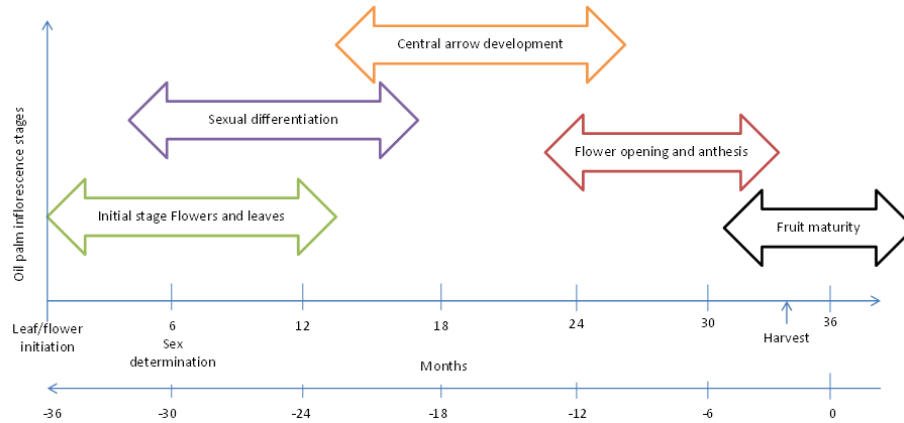 Central arrow development
Sexual differentiation
Flower opening and anthesis
Initial stage Flowers and leaves
Fruit maturity
Oil palm inflorescence stages
Leaf/flower
initiation
6
12
18
24
30
36
Sex
determination
Harvest
Months
-36
-30
-24
-18
-12
-6
0